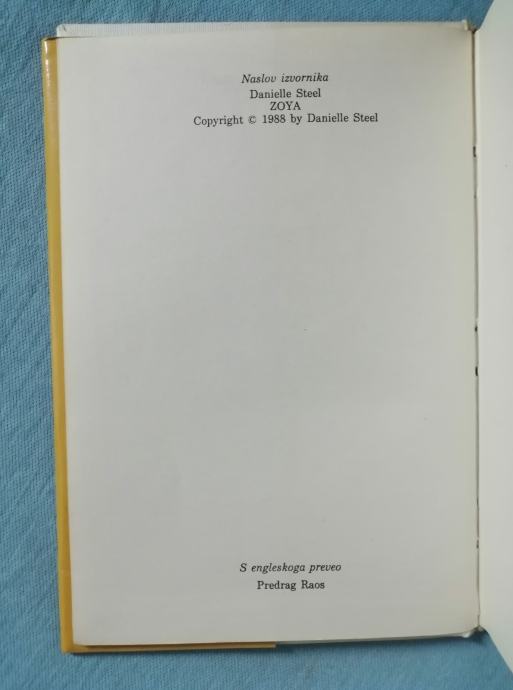 Naslov izvornika
Danielle Steel
ZOYA
Copyright © 1988 by Danielle Steel
S engleskoga preveo
Predrag Raos